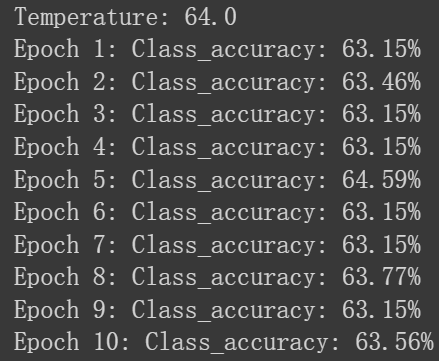 Temperature: 64.0
Epoch 1: Class_accuracy: 63.15%
Epoch 2: Class_accuracy: 63.46%
Epoch 3: Class_accuracy: 63.15%
Epoch 4: Class_accuracy: 63.15%
Epoch 5: Class_accuracy: 64.59%
Epoch 6: Class_accuracy: 63.15%
Epoch 7: Class_accuracy: 63.15%
Epoch 8: Class_accuracy: 63.77%
Epoch 9: Class_accuracy: 63.15%
Epoch 10: Class_accuracy: 63.56%